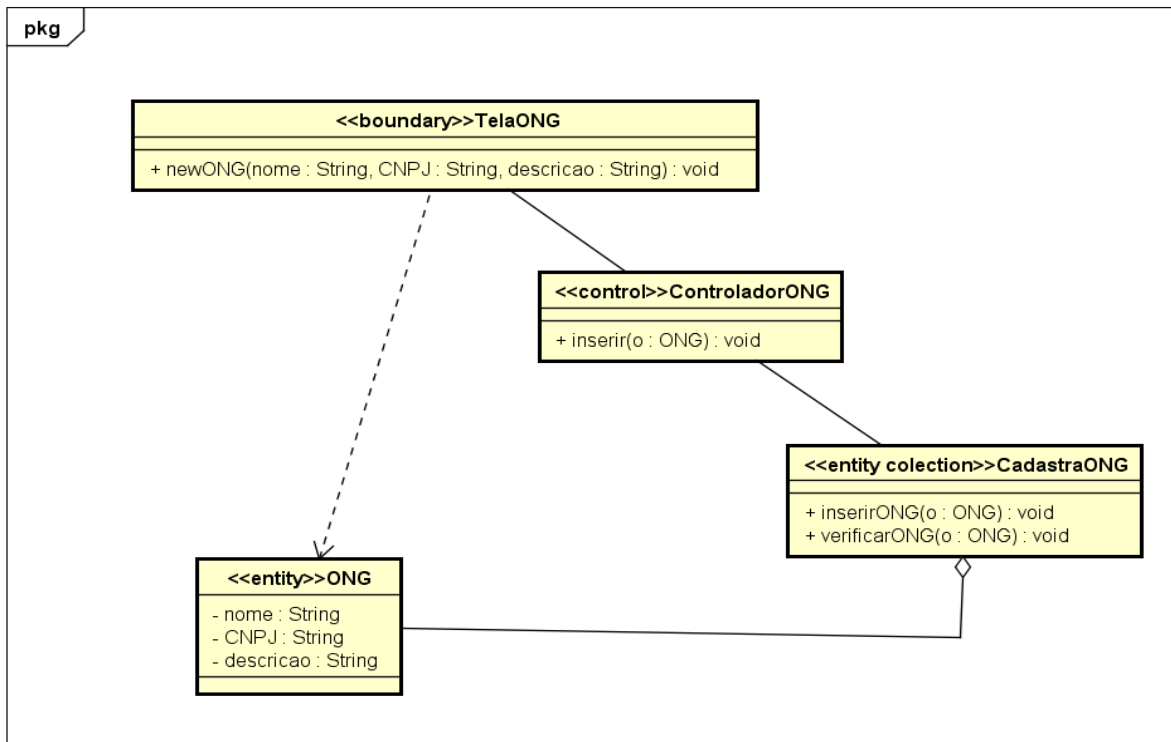 pkg
<<boundary>>TelaONG
+ newONG(nome : String, CNPJ : String, descricao : String) : void
<<control>>ControladorONG
+ inserir(o : ONG) : void
<<entity colection>>CadastraONG
+ inserirONG(o : ONG) : void
+ verificarONG(o : ONG) : void
<<entity>>ONG
- nome : String
- CNPJ : String
- descricao : String